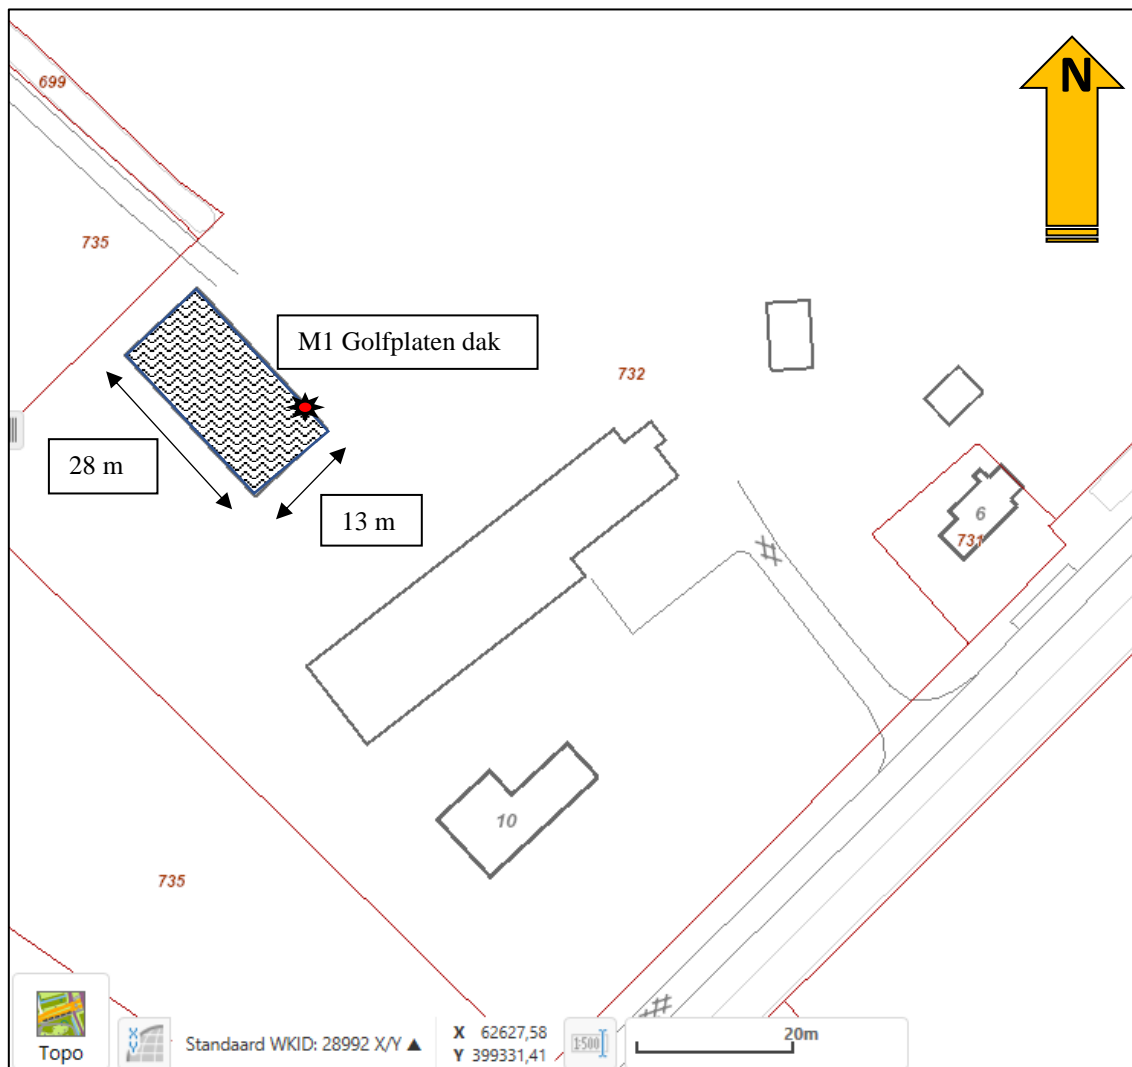 699
N
735
M1 Golfplaten dak
732
28 m
13 m
6
731
10
735
Topo
XY
Standaard WKID: 28992 X/Y ▲
X 62627,58
Y 399331,41
1:500
20m